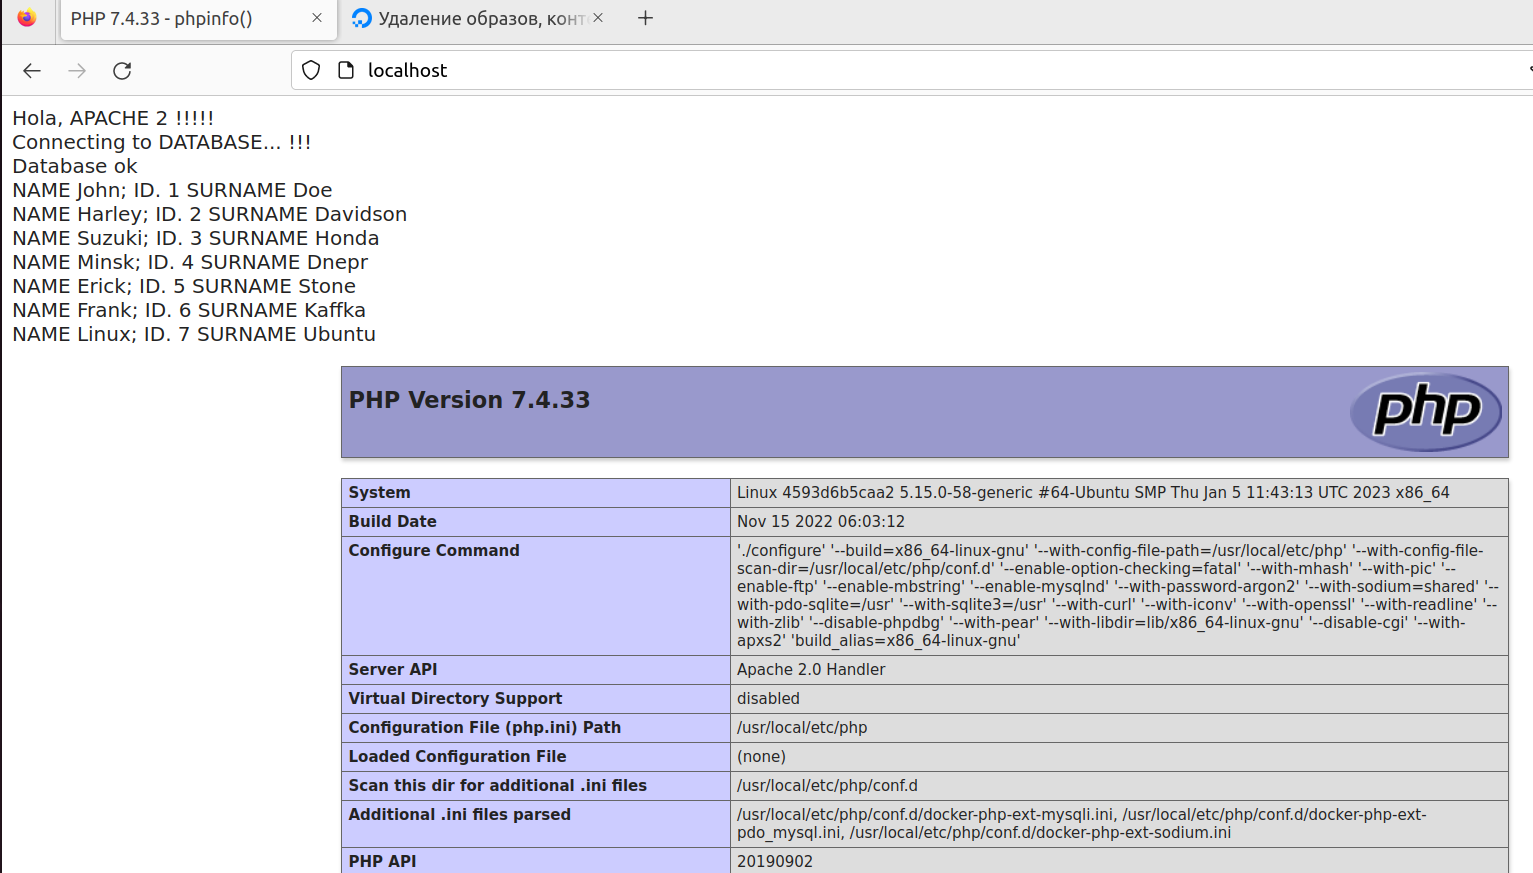 PHP 7.4.33 - phpinfo()
Удаление образов, конт
localhost
Hola, APACHE 2 !!!!!
Connecting to DATABASE... !!!
Database ok
NAME John; ID. 1 SURNAME Doe
NAME Harley; ID. 2 SURNAME Davidson
NAME Suzuki; ID. 3 SURNAME Honda
NAME Minsk; ID. 4 SURNAME Dnepr
NAME Erick; ID. 5 SURNAME Stone
NAME Frank; ID. 6 SURNAME Kaffka
NAME Linux; ID. 7 SURNAME Ubuntu
PHP Version 7.4.33
php
System Linux 4593d6b5caa2 5.15.0-58-generic #64-Ubuntu SMP Thu Jan 5 11:43:13 UTC 2023 x86_64
Build Date Nov 15 2022 06:03:12
Configure Command './configure' '--build=x86_64-linux-gnu' '--with-config-file-path=/usr/local/etc/php' '--with-config-file-
scan-dir=/usr/local/etc/php/conf.d' '--enable-option-checking=fatal' '--with-mhash' '--with-pic' '--
enable-ftp' '--enable-mbstring' '--enable-mysqlnd' '--with-password-argon2' '--with-sodium=shared' '--
with-pdo-sqlite=/usr' '--with-sqlite3=/usr' '--with-curl' '--with-iconv' '--with-openssl' '--with-readline' '--
with-zlib' '--disable-phpdbg' '--with-pear' '--with-libdir=lib/x86_64-linux-gnu' '--disable-cgi' '--with-
apxs2' 'build_alias=x86_64-linux-gnu'
Server API Apache 2.0 Handler
Virtual Directory Support disabled
Configuration File (php.ini) Path /usr/local/etc/php
Loaded Configuration File (none)
Scan this dir for additional .ini files /usr/local/etc/php/conf.d
Additional .ini files parsed /usr/local/etc/php/conf.d/docker-php-ext-mysqli.ini, /usr/local/etc/php/conf.d/docker-php-ext-
pdo_mysql.ini, /usr/local/etc/php/conf.d/docker-php-ext-sodium.ini
PHP API 20190902